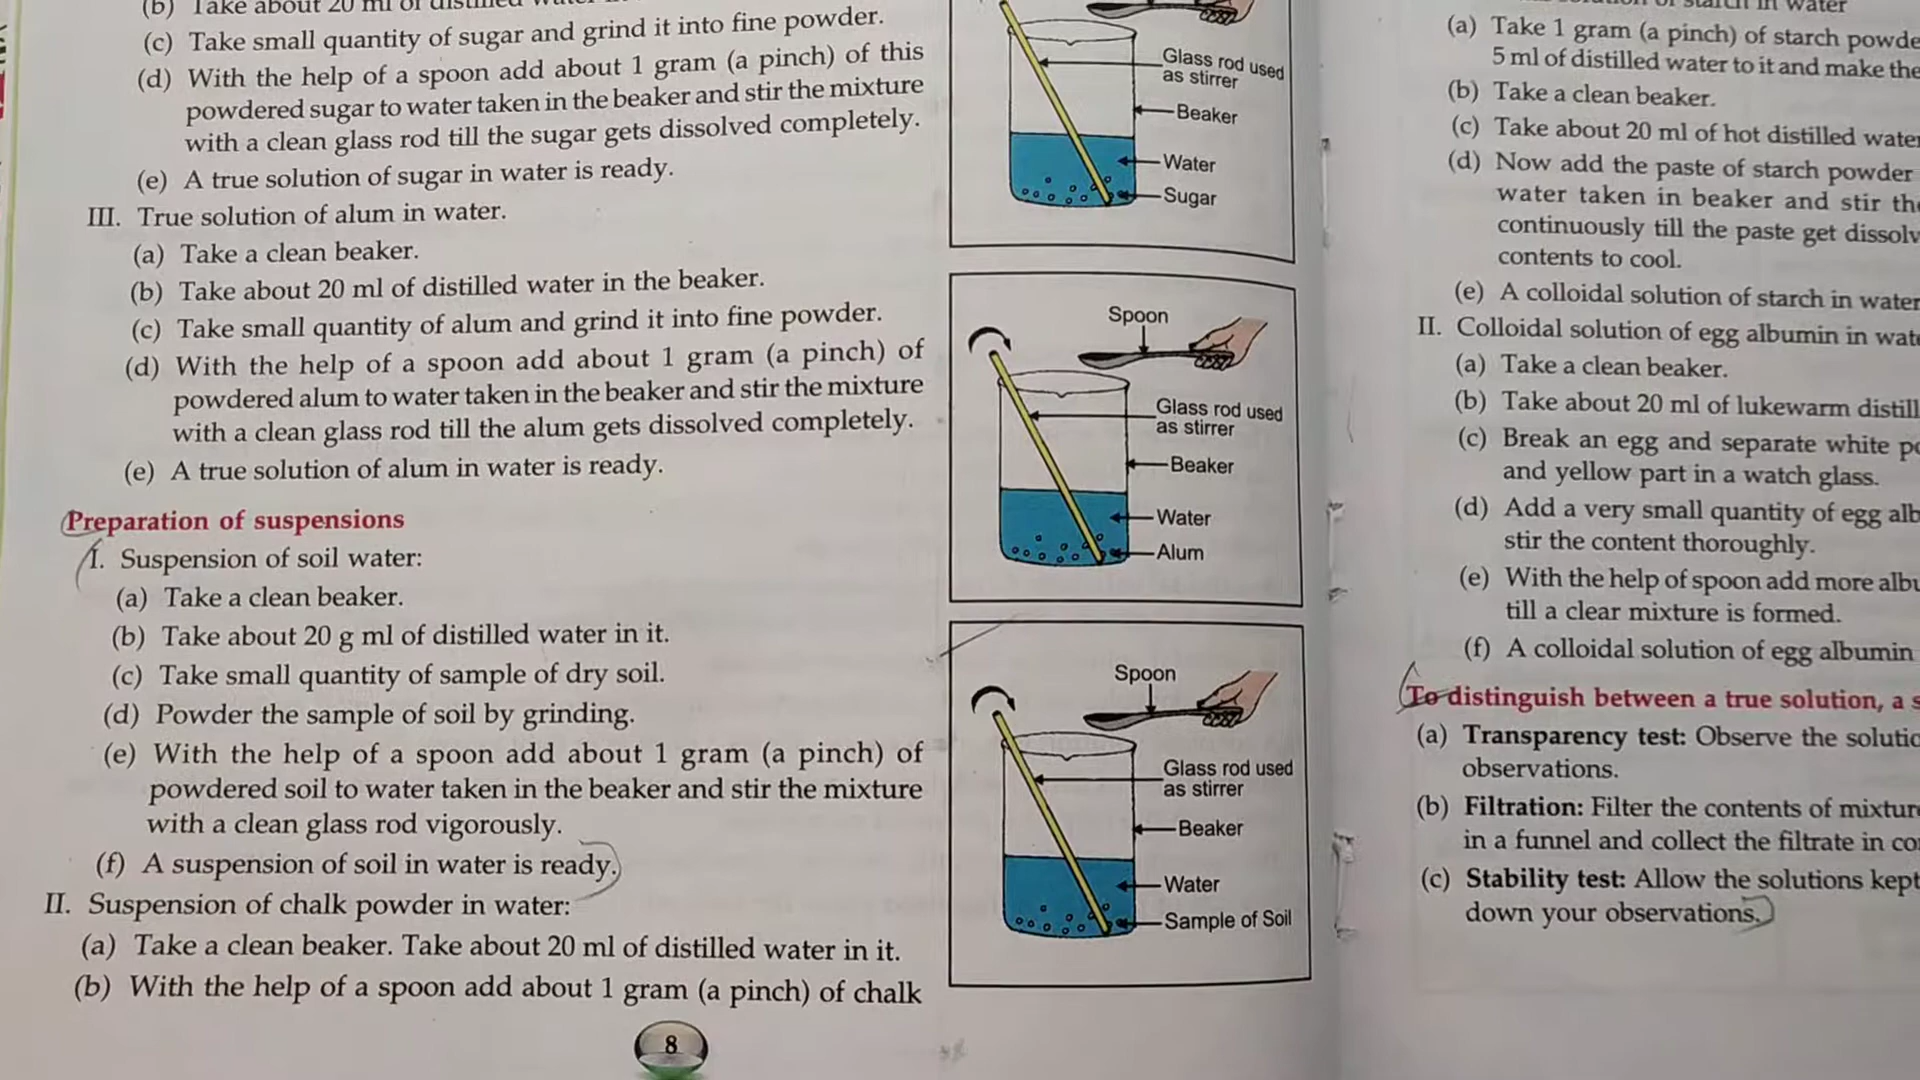 (b) Take about 20 ml of distilled
(c) Take small quantity of sugar and grind it into fine powder.
(d) With the help of a spoon add about 1 gram (a pinch) of this
powdered sugar to water taken in the beaker and stir the mixture
with a clean glass rod till the sugar gets dissolved completely.
(e) A true solution of sugar in water is ready.
III. True solution of alum in water.
(a) Take a clean beaker.
(b) Take about 20 ml of distilled water in the beaker.
(c) Take small quantity of alum and grind it into fine powder.
(d) With the help of a spoon add about 1 gram (a pinch) of
powdered alum to water taken in the beaker and stir the mixture
with a clean glass rod till the alum gets dissolved completely.
(e) A true solution of alum in water is ready.
Preparation of suspensions
I. Suspension of soil water:
(a) Take a clean beaker.
(b) Take about 20 g ml of distilled water in it.
(c) Take small quantity of sample of dry soil.
(d) Powder the sample of soil by grinding.
(e) With the help of a spoon add about 1 gram (a pinch) of
powdered soil to water taken in the beaker and stir the mixture
with a clean glass rod vigorously.
(f) A suspension of soil in water is ready.
II. Suspension of chalk powder in water:
(a) Take a clean beaker. Take about 20 ml of distilled water in it.
(b) With the help of a spoon add about 1 gram (a pinch) of chalk
8
Glass rod used
as stirrer
Beaker
Water
Sugar
Spoon
Glass rod used
as stirrer
Beaker
Water
Alum
Spoon
Glass rod used
as stirrer
Beaker
Water
Sample of Soil
solution of starch in water
(a) Take 1 gram (a pinch) of starch powde
5 ml of distilled water to it and make the
(b) Take a clean beaker.
(c) Take about 20 ml of hot distilled water
(d) Now add the paste of starch powder
water taken in beaker and stir the
continuously till the paste get dissolv
contents to cool.
(e) A colloidal solution of starch in water
II. Colloidal solution of egg albumin in wate
(a) Take a clean beaker.
(b) Take about 20 ml of lukewarm distill
(c) Break an egg and separate white po
and yellow part in a watch glass.
(d) Add a very small quantity of egg alb
stir the content thoroughly.
(e) With the help of spoon add more albu
till a clear mixture is formed.
(f) A colloidal solution of egg albumin
To distinguish between a true solution, a s
(a) Transparency test: Observe the solutio
observations.
(b) Filtration: Filter the contents of mixture
in a funnel and collect the filtrate in co
(c) Stability test: Allow the solutions kept
down your observations.